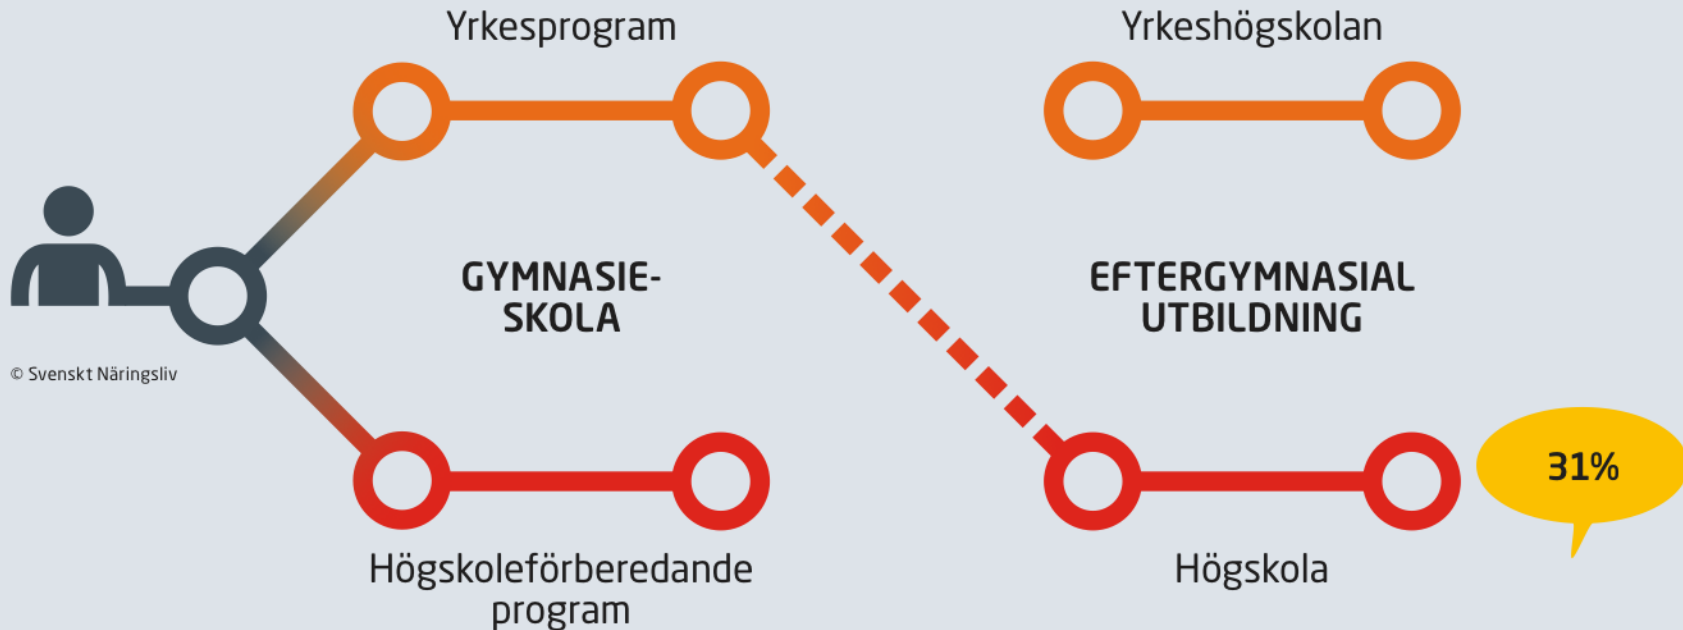 Yrkesprogram
Yrkeshögskolan
GYMNASIE-
SKOLA
EFTERGYMNASIAL
UTBILDNING
© Svenskt Näringsliv
31%
Högskoleförberedande
program
Högskola